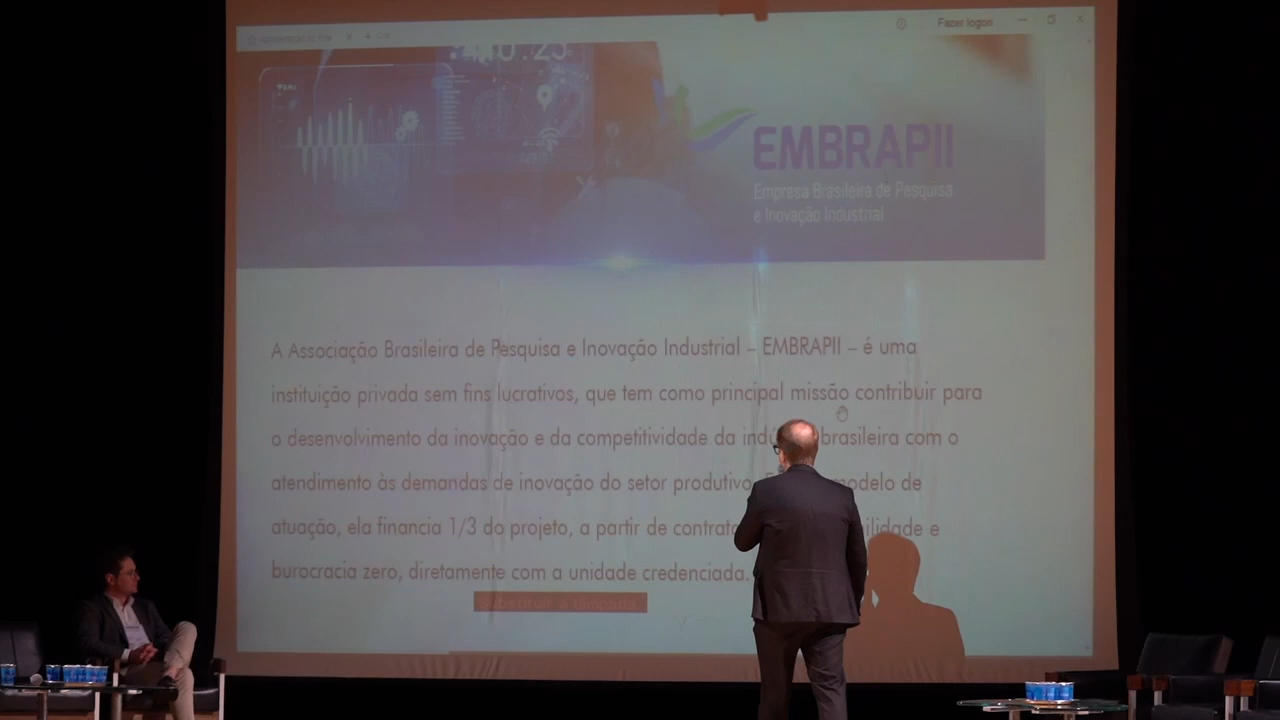 Fazer logon
EMBRAPII
Empresa Brasileira de Pesquisa
e Inovação Industrial
A Associação Brasileira de Pesquisa e Inovação Industrial – EMBRAPII – é uma
instituição privada sem fins lucrativos, que tem como principal missão contribuir para
o desenvolvimento da inovação e da competitividade da brasileira com o
atendimento às demandas de inovação do setor produtivo. modelo de
atuação, ela financia 1/3 do projeto, a partir de e
burocracia zero, diretamente com a unidade credenciada.
substituir a lâmpada